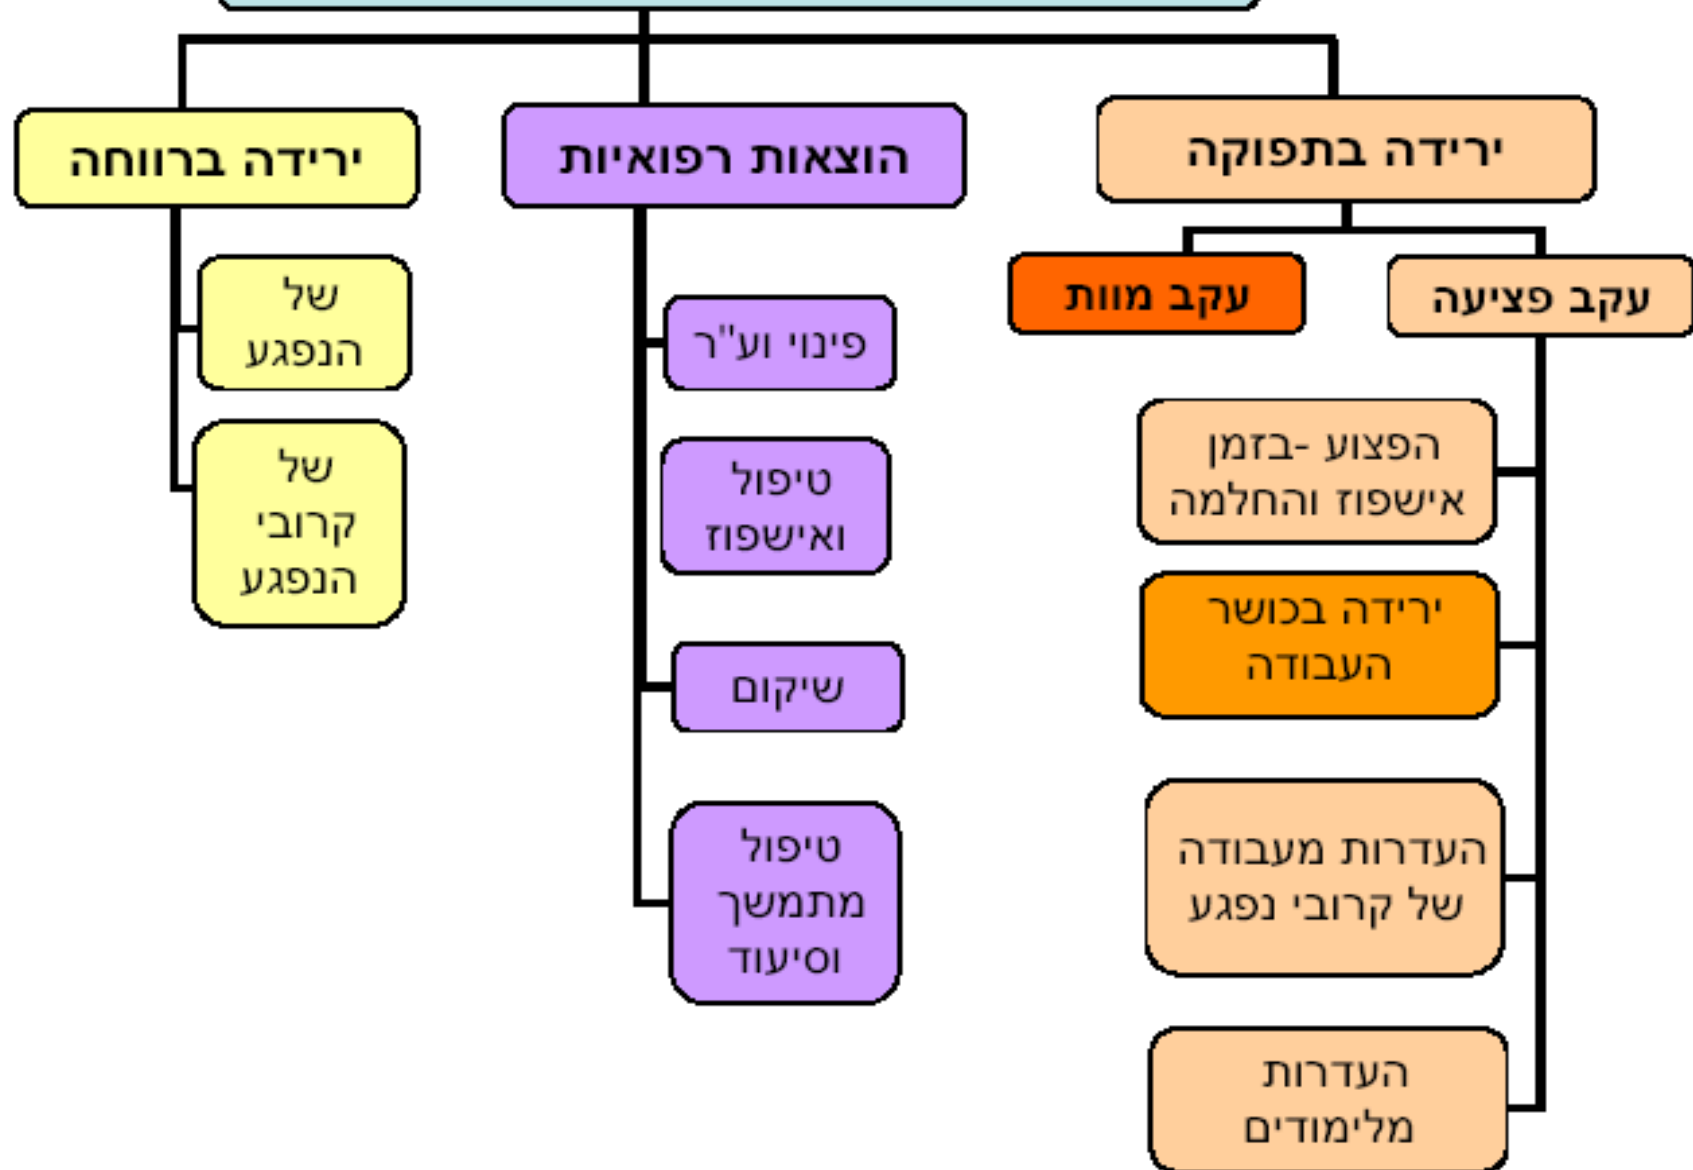 ירידה בתפוקה
עקב פציעה
עקב מוות
הפצוע -בזמן
אישפוז והחלמה
ירידה בכושר
העבודה
העדרות מעבודה
של קרובי נפגע
העדרות
מלימודים
הוצאות רפואיות
פינוי וע"ר
טיפול
ואישפוז
שיקום
טיפול
מתמשך
וסיעוד
ירידה ברווחה
של
הנפגע
של
קרובי
הנפגע